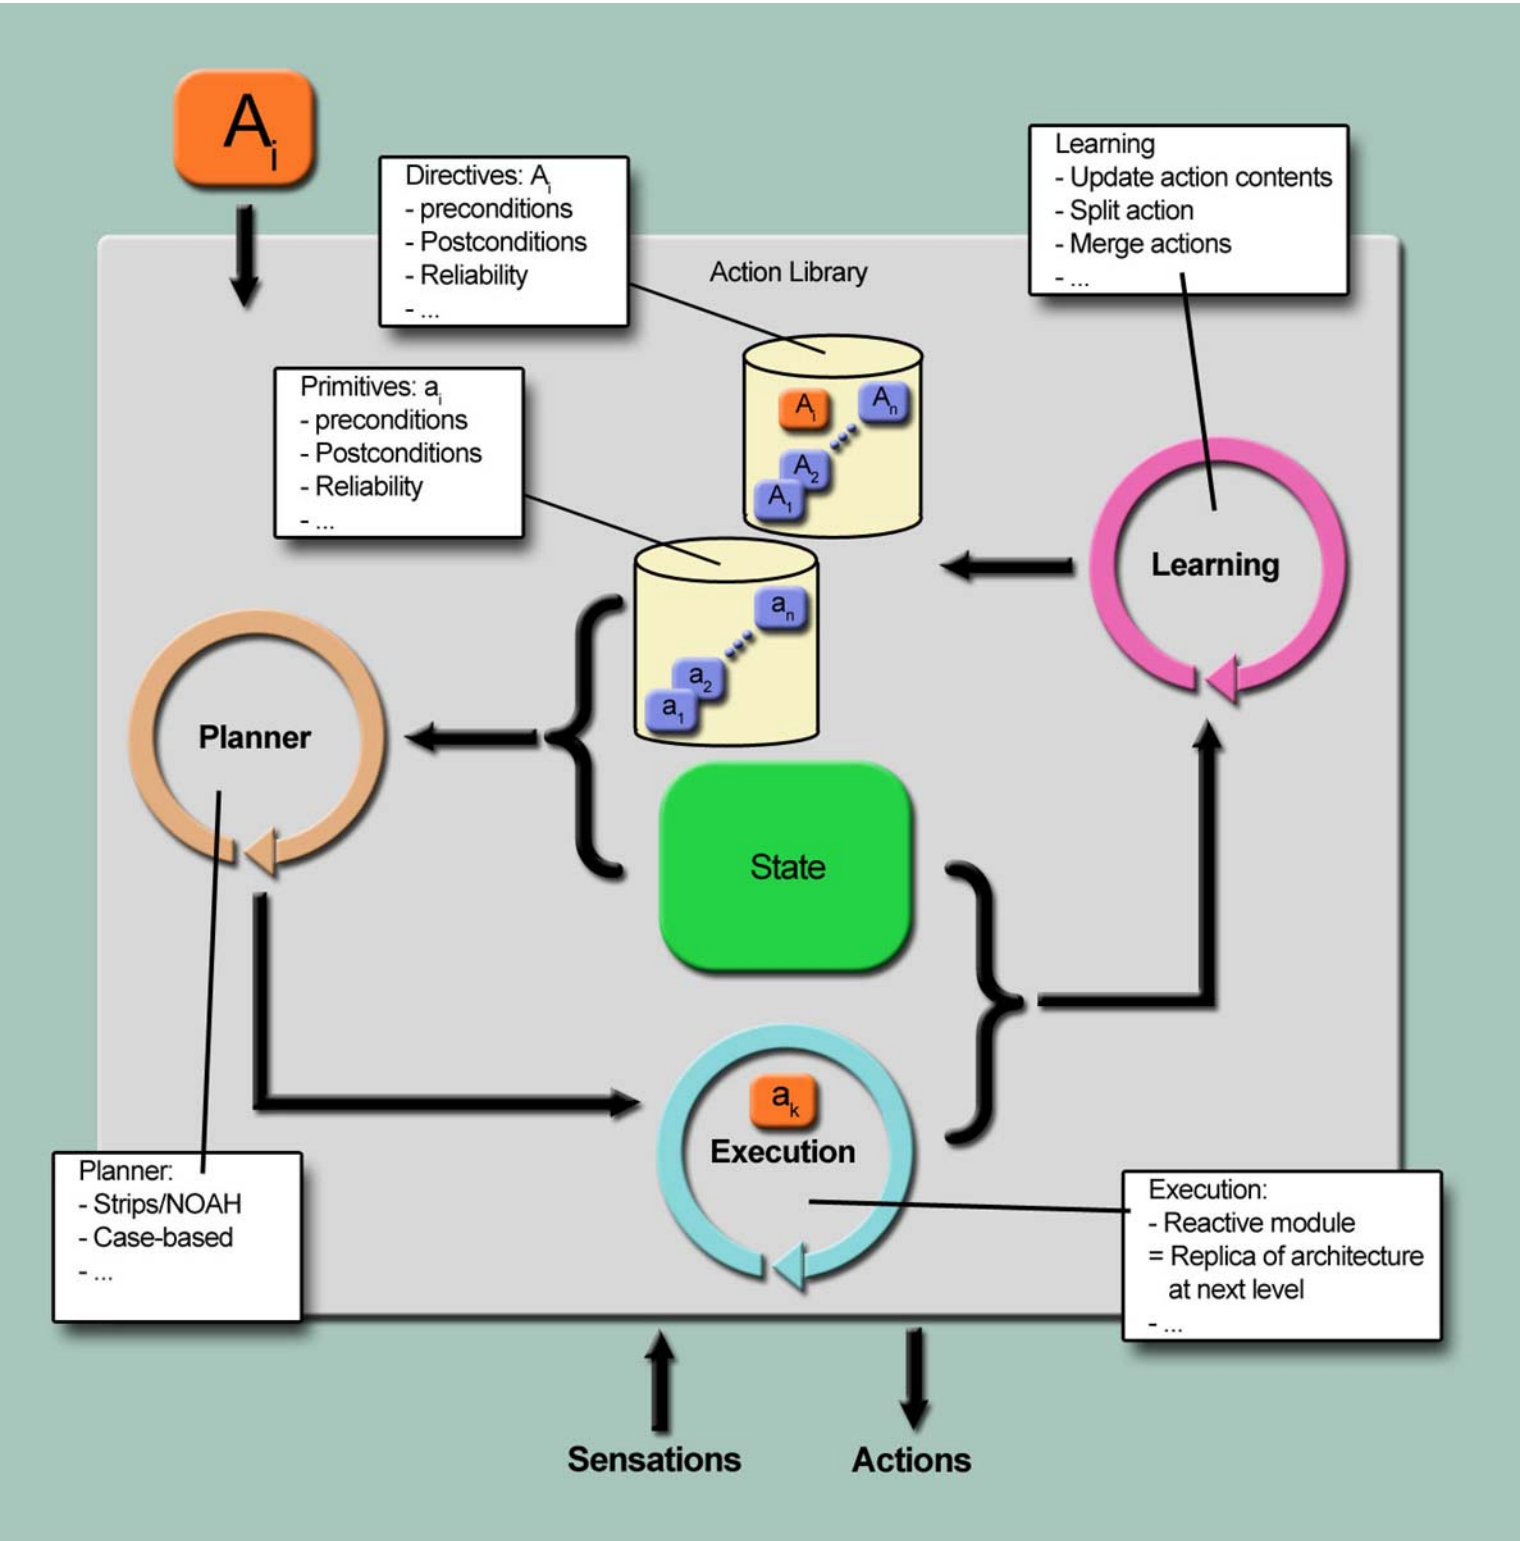 Ai
Directives: Ai
- preconditions
- Postconditions
- Reliability
- ...
Action Library
Learning
- Update action contents
- Split action
- Merge actions
- ...
Primitives: ai
- preconditions
- Postconditions
- Reliability
- ...
Ai
An
A2
A1
Learning
an
a2
a1
Planner
State
ak
Execution
Planner:
- Strips/NOAH
- Case-based
- ...
Execution:
- Reactive module
= Replica of architecture
at next level
- ...
Sensations
Actions